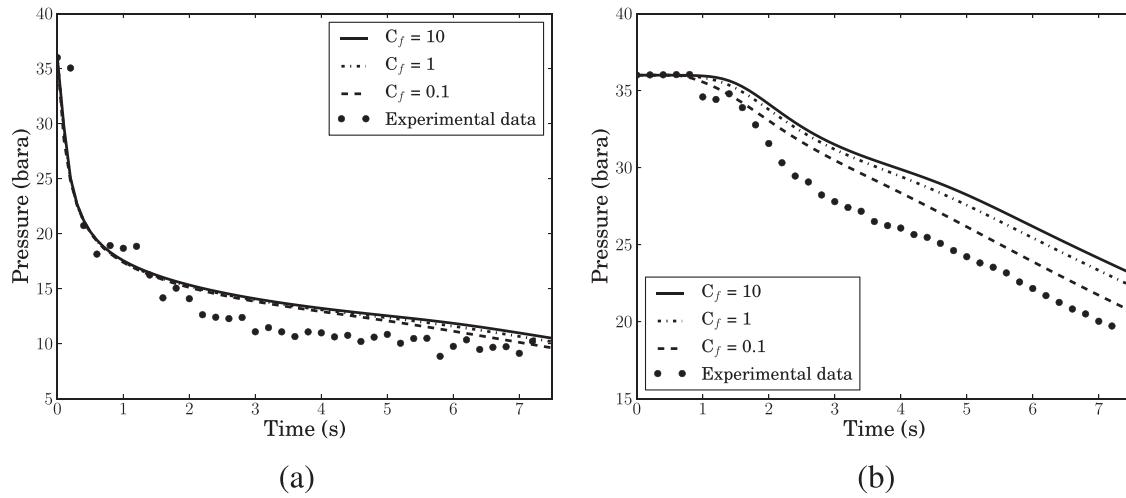 40
35
30
25
20
15
10
5
0 1 2 3 4 5 6 7
Pressure (bara)
Time (s)
C_f = 10
C_f = 1
C_f = 0.1
Experimental data
(a)
40
35
30
25
20
15
0 1 2 3 4 5 6 7
Pressure (bara)
Time (s)
C_f = 10
C_f = 1
C_f = 0.1
Experimental data
(b)